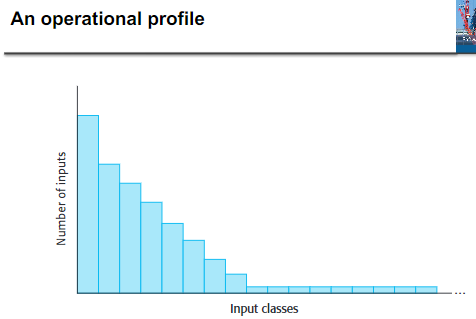 An operational profile
Number of inputs
...
Input classes